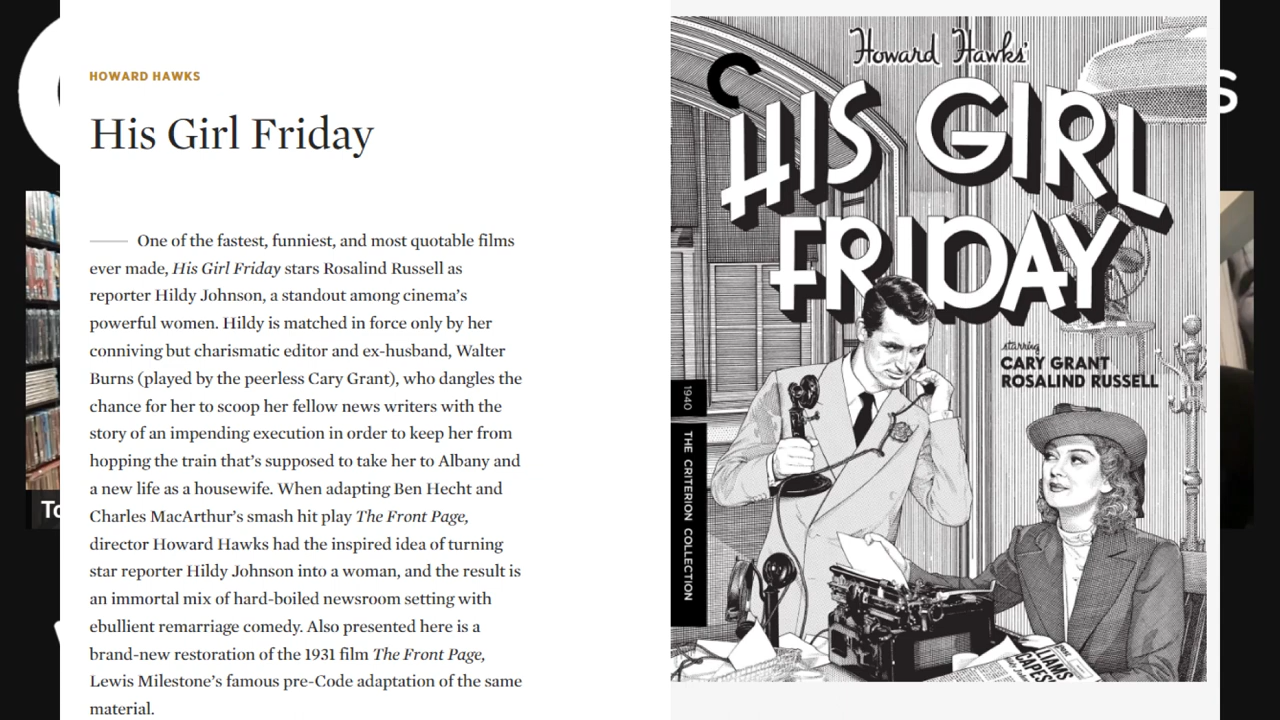 HOWARD HAWKS
His Girl Friday
One of the fastest, funniest, and most quotable films
ever made, His Girl Friday stars Rosalind Russell as
reporter Hildy Johnson, a standout among cinema's
powerful women. Hildy is matched in force only by her
conniving but charismatic editor and ex-husband, Walter
Burns (played by the peerless Cary Grant), who dangles the
chance for her to scoop her fellow news writers with the
story of an impending execution in order to keep her from
hopping the train that's supposed to take her to Albany and
a new life as a housewife. When adapting Ben Hecht and
Charles MacArthur's smash hit play The Front Page,
director Howard Hawks had the inspired idea of turning
star reporter Hildy Johnson into a woman, and the result is
an immortal mix of hard-boiled newsroom setting with
ebullient remarriage comedy. Also presented here is a
brand-new restoration of the 1931 film The Front Page,
Lewis Milestone's famous pre-Code adaptation of the same
material.
Howard Hawks'
HIS GIRL
FRIDAY
starring
CARY GRANT
ROSALIND RUSSELL
1940
THE CRITERION COLLECTION